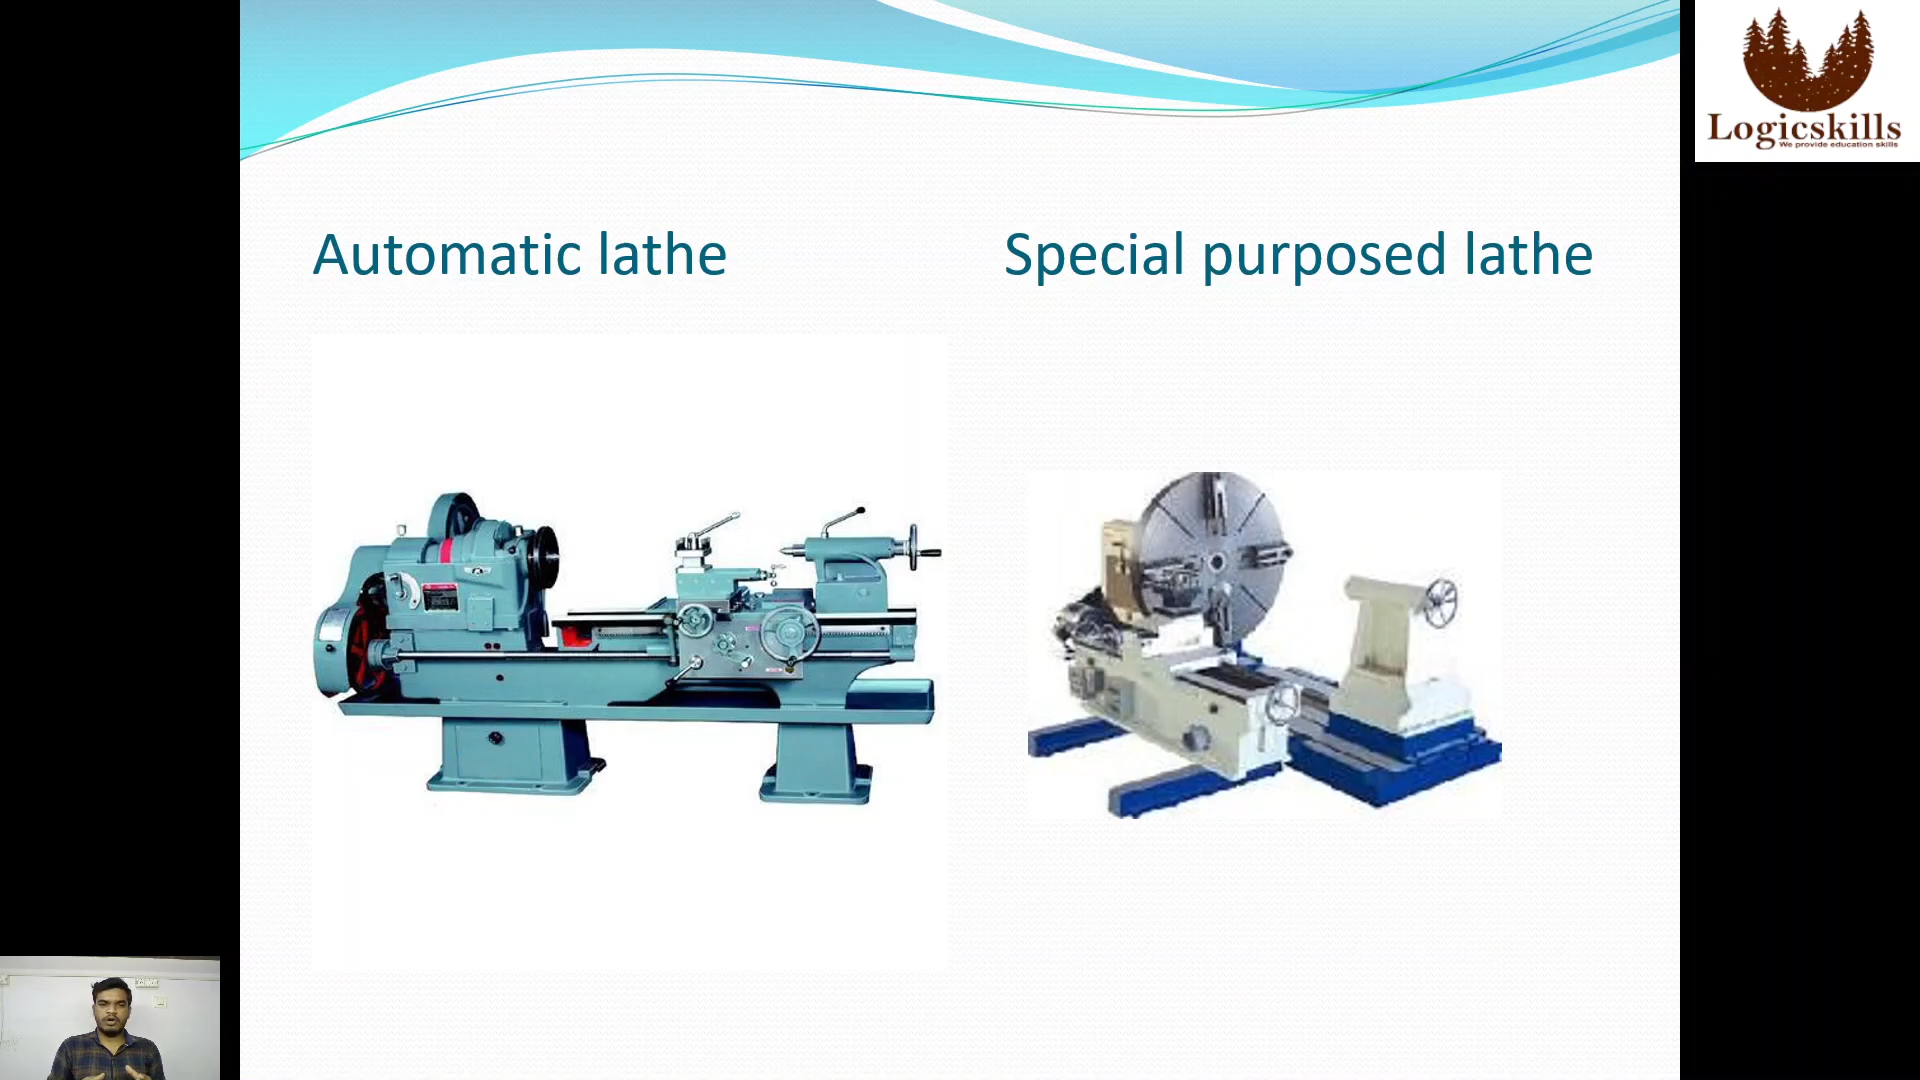 Automatic lathe
Special purposed lathe
Logicskills
We provide education skills